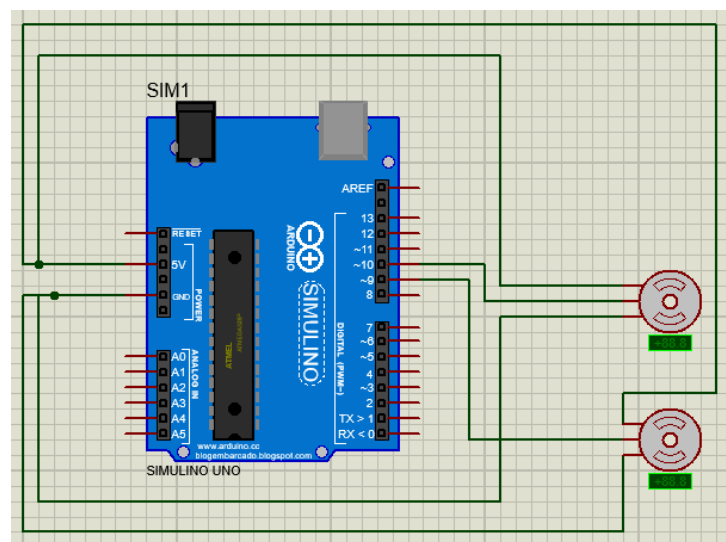 SIM1
AREF
13
12
~11
~10
~9
8
7
~6
~5
4
~3
2
TX > 1
RX < 0
RESET
5V
GND
POWER
A0
A1
A2
A3
A4
A5
ANALOG IN
ATMEL
ARDUINO
SIMULINO
DIGITAL (PWM~)
www.arduino.cc
blogembarcado.blogspot.com
SIMULINO UNO
+88.8
+88.8